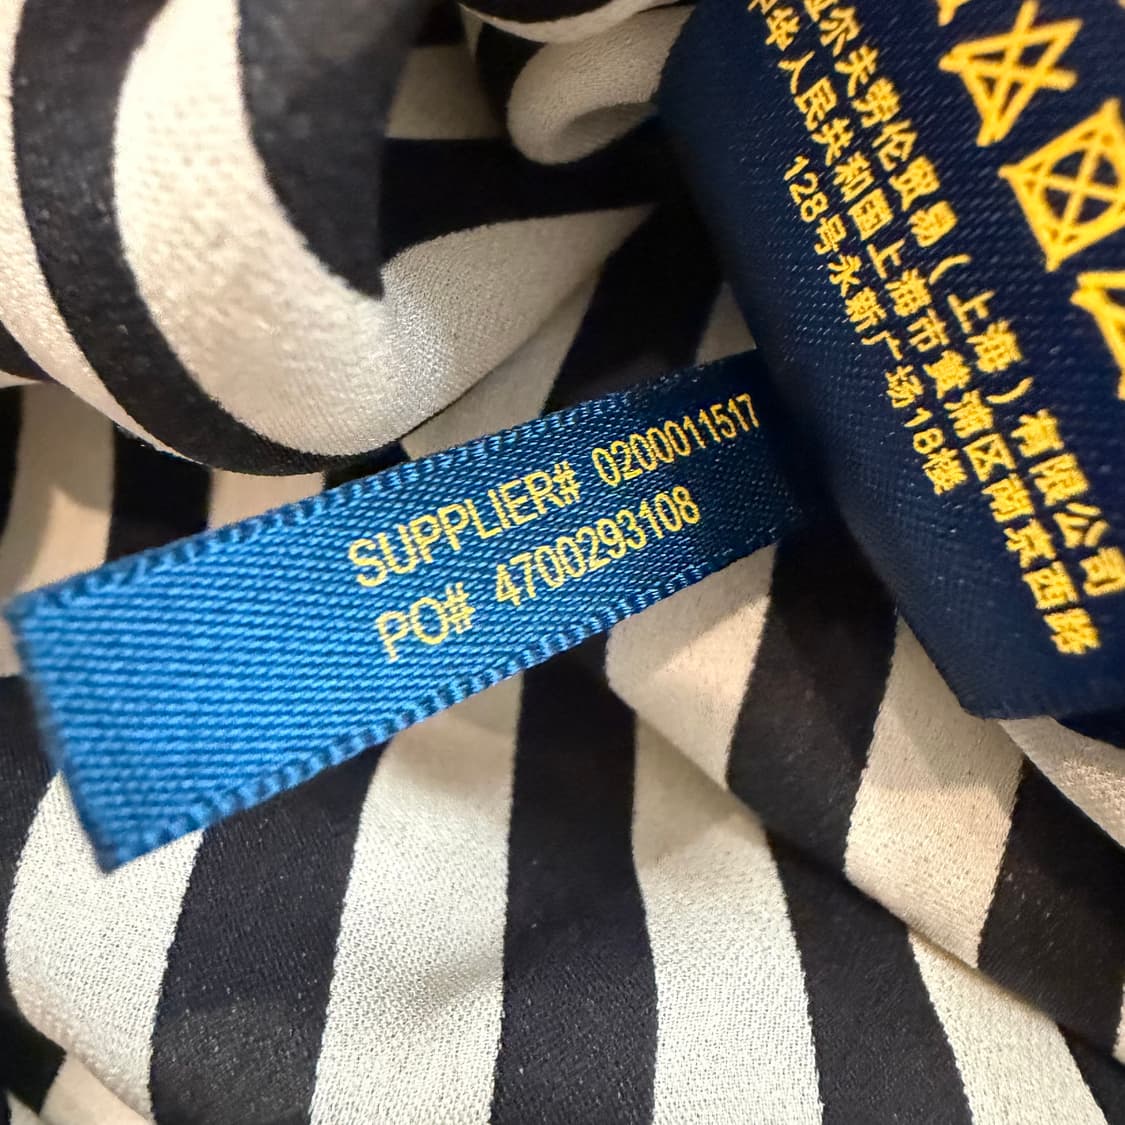 SUPPLIER# 0200011517
PO# 4700293108
尔夫劳伦贸易（上海）有限公司
中华人民共和国上海市黄浦区南京西路
128号永新广场18楼